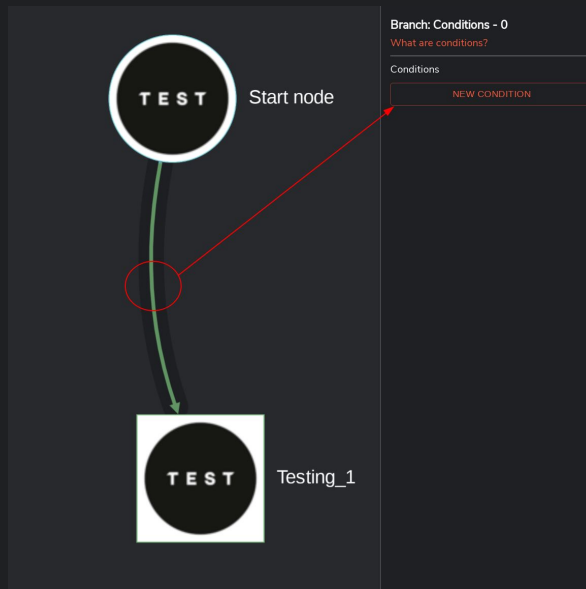 TEST
Start node
TEST
Testing_1
Branch: Conditions - 0
What are conditions?
Conditions
NEW CONDITION